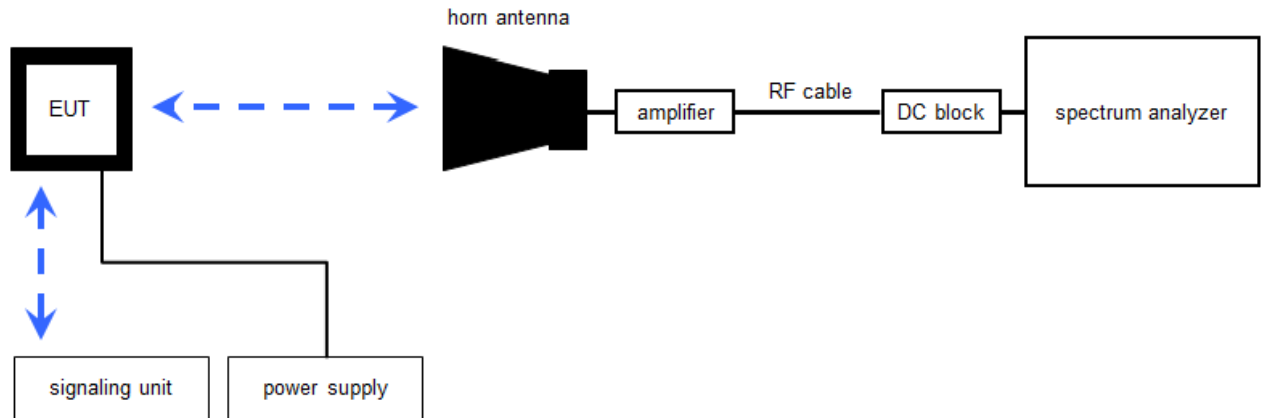 horn antenna
EUT
amplifier
RF cable
DC block
spectrum analyzer
signaling unit
power supply